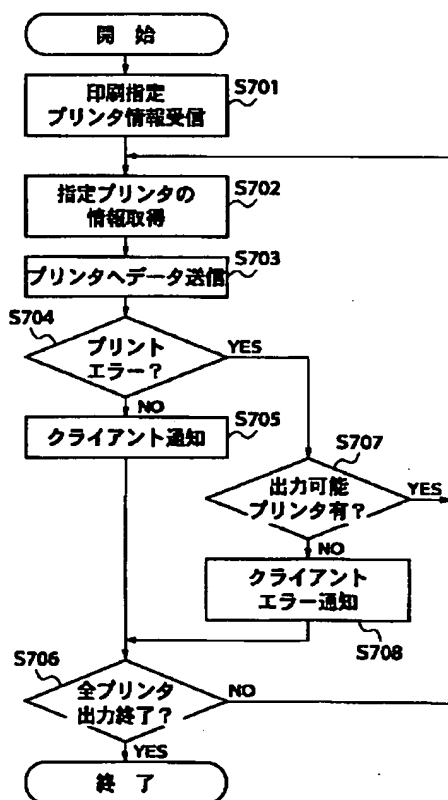 開 始
印刷指定
プリンタ情報受信
S701
指定プリンタの
情報取得
S702
プリンタへデータ送信
S703
S704
プリント
エラー?
YES
NO
クライアント通知
S705
S707
出力可能
プリンタ有?
YES
NO
クライアント
エラー通知
S708
S706
全プリンタ
出力終了?
NO
YES
終 了